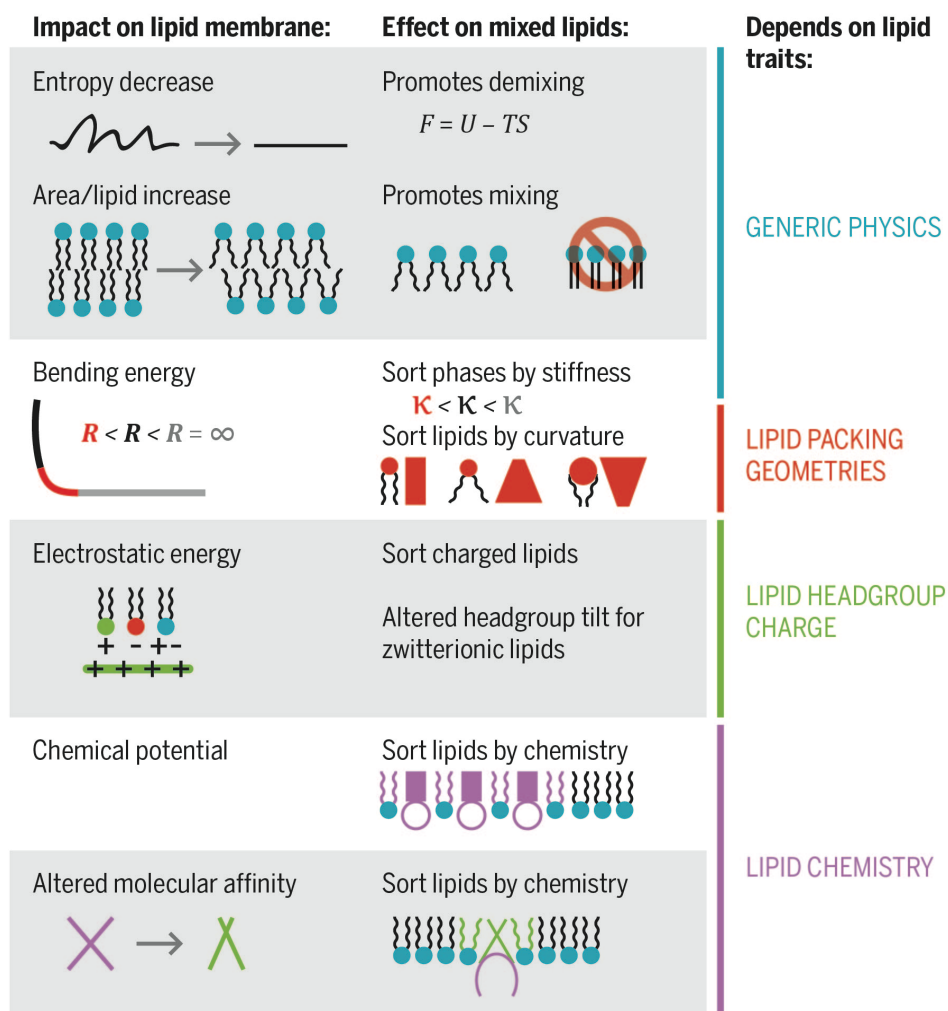 Impact on lipid membrane:
Effect on mixed lipids:
Depends on lipid
traits:
Entropy decrease
Promotes demixing
F = U – TS
Area/lipid increase
Promotes mixing
GENERIC PHYSICS
Bending energy
R < R < R = ∞
Sort phases by stiffness
κ < κ < κ
Sort lipids by curvature
LIPID PACKING
GEOMETRIES
Electrostatic energy
+ - + -
+ + + +
Sort charged lipids
Altered headgroup tilt for
zwitterionic lipids
LIPID HEADGROUP
CHARGE
Chemical potential
Sort lipids by chemistry
Altered molecular affinity
Sort lipids by chemistry
LIPID CHEMISTRY